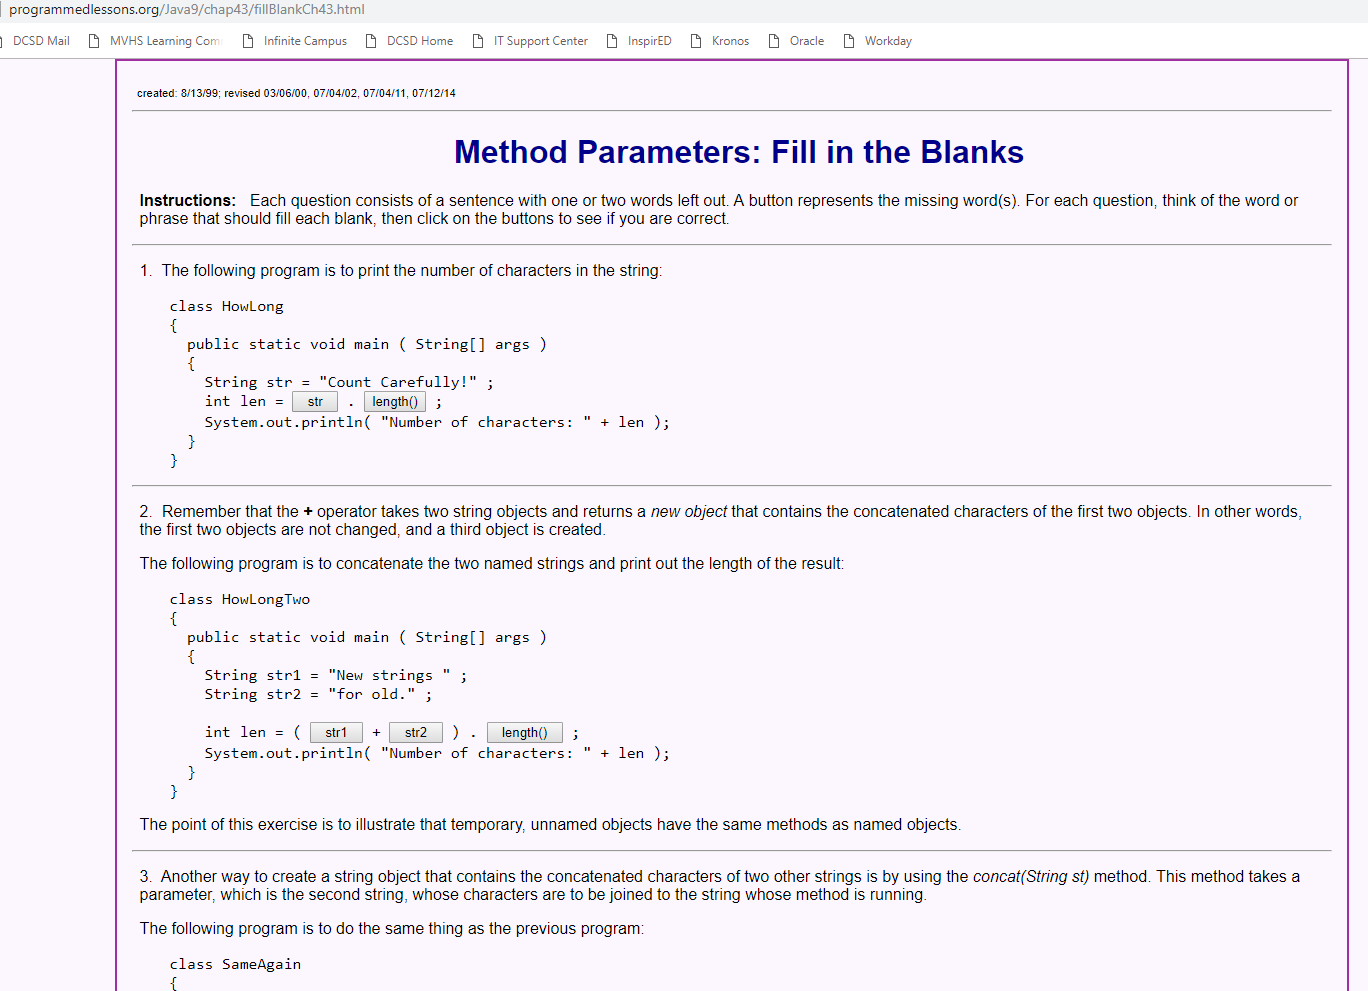 programmedlessons.org/Java9/chap43/fillBlankCh43.html
DCSD Mail MVHS Learning Com Infinite Campus DCSD Home IT Support Center InspirED Kronos Oracle Workday
created: 8/13/99; revised 03/06/00, 07/04/02, 07/04/11, 07/12/14
Method Parameters: Fill in the Blanks
Instructions: Each question consists of a sentence with one or two words left out. A button represents the missing word(s). For each question, think of the word or
phrase that should fill each blank, then click on the buttons to see if you are correct.
1. The following program is to print the number of characters in the string:
class HowLong
{
public static void main ( String[] args )
{
String str = "Count Carefully!" ;
int len = str . length() ;
System.out.println( "Number of characters: " + len );
}
}
2. Remember that the + operator takes two string objects and returns a new object that contains the concatenated characters of the first two objects. In other words,
the first two objects are not changed, and a third object is created.
The following program is to concatenate the two named strings and print out the length of the result:
class HowLongTwo
{
public static void main ( String[] args )
{
String str1 = "New strings " ;
String str2 = "for old." ;
int len = ( str1 + str2 ) . length() ;
System.out.println( "Number of characters: " + len );
}
}
The point of this exercise is to illustrate that temporary, unnamed objects have the same methods as named objects.
3. Another way to create a string object that contains the concatenated characters of two other strings is by using the concat(String st) method. This method takes a
parameter, which is the second string, whose characters are to be joined to the string whose method is running.
The following program is to do the same thing as the previous program:
class SameAgain
{